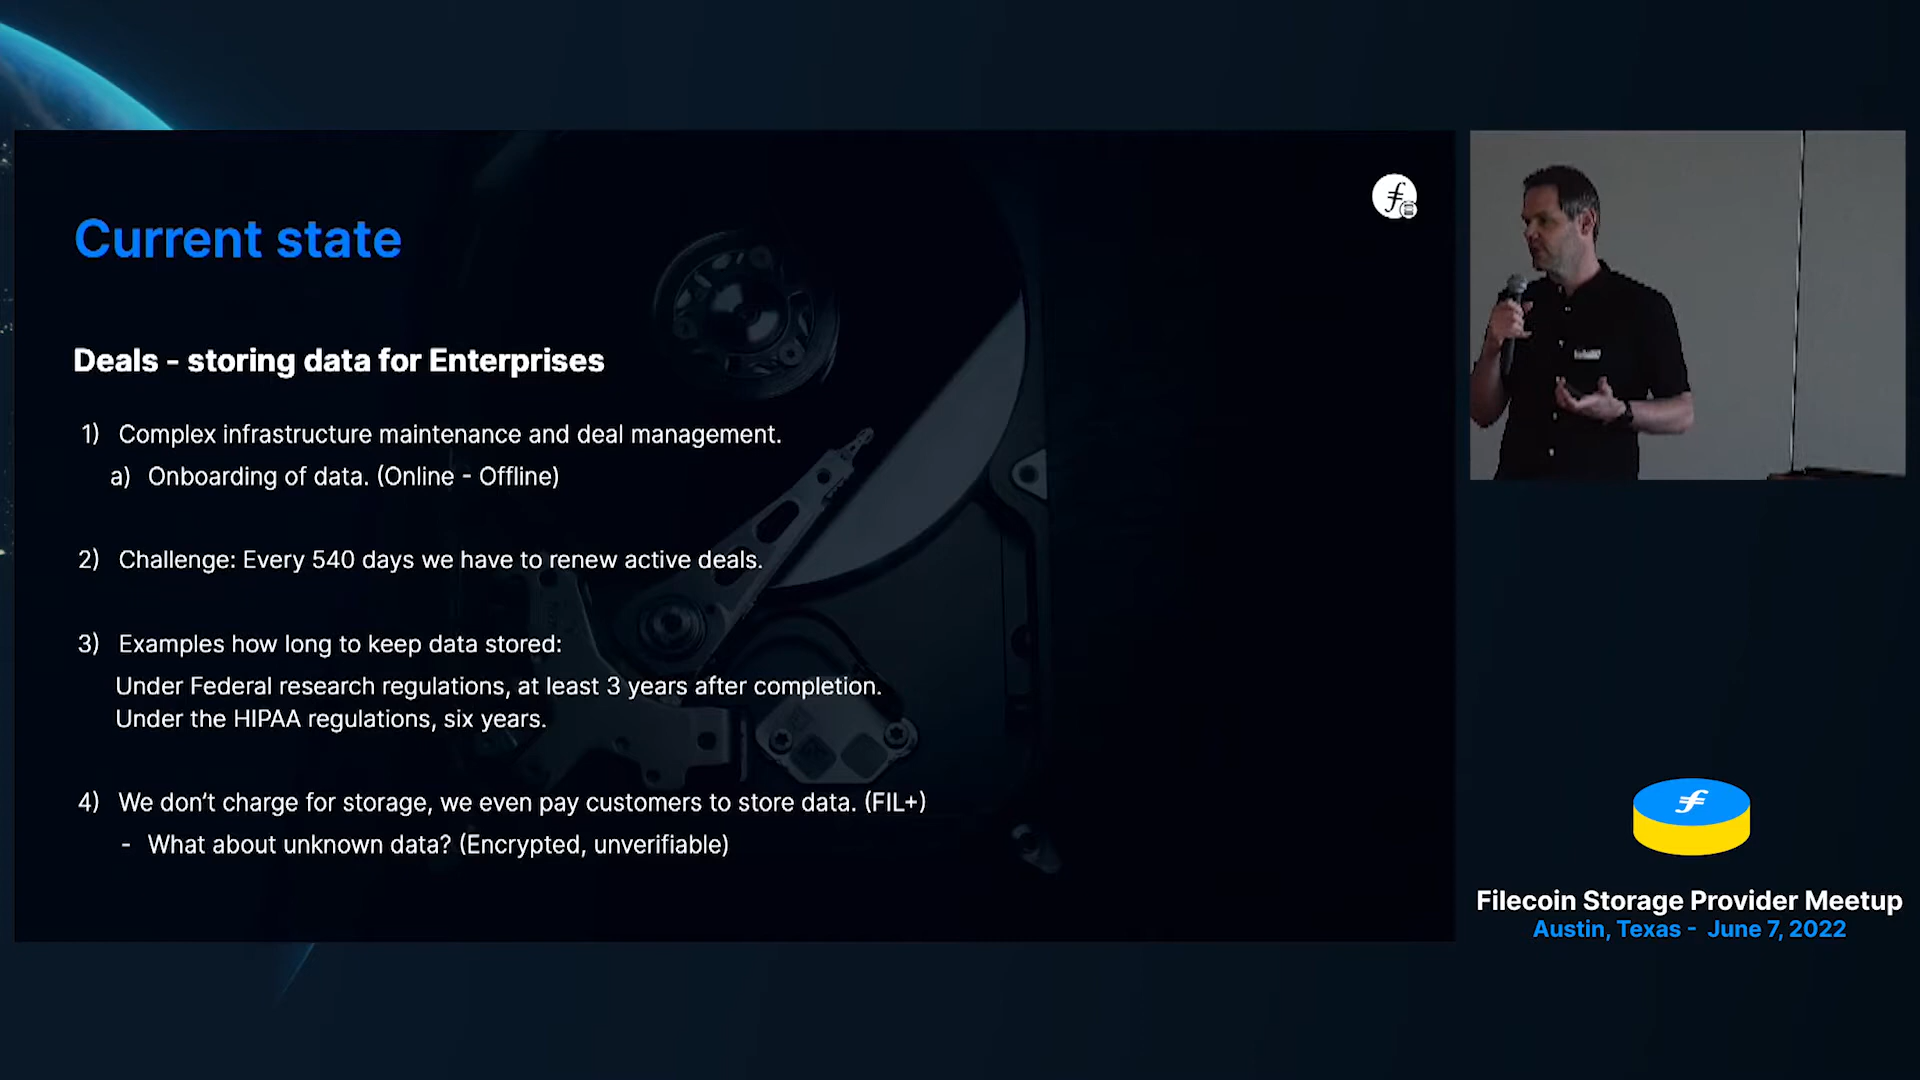 Current state
Deals - storing data for Enterprises
1) Complex infrastructure maintenance and deal management.
a) Onboarding of data. (Online - Offline)
2) Challenge: Every 540 days we have to renew active deals.
3) Examples how long to keep data stored:
Under Federal research regulations, at least 3 years after completion.
Under the HIPAA regulations, six years.
4) We don’t charge for storage, we even pay customers to store data. (FIL+)
- What about unknown data? (Encrypted, unverifiable)
Filecoin Storage Provider Meetup
Austin, Texas - June 7, 2022